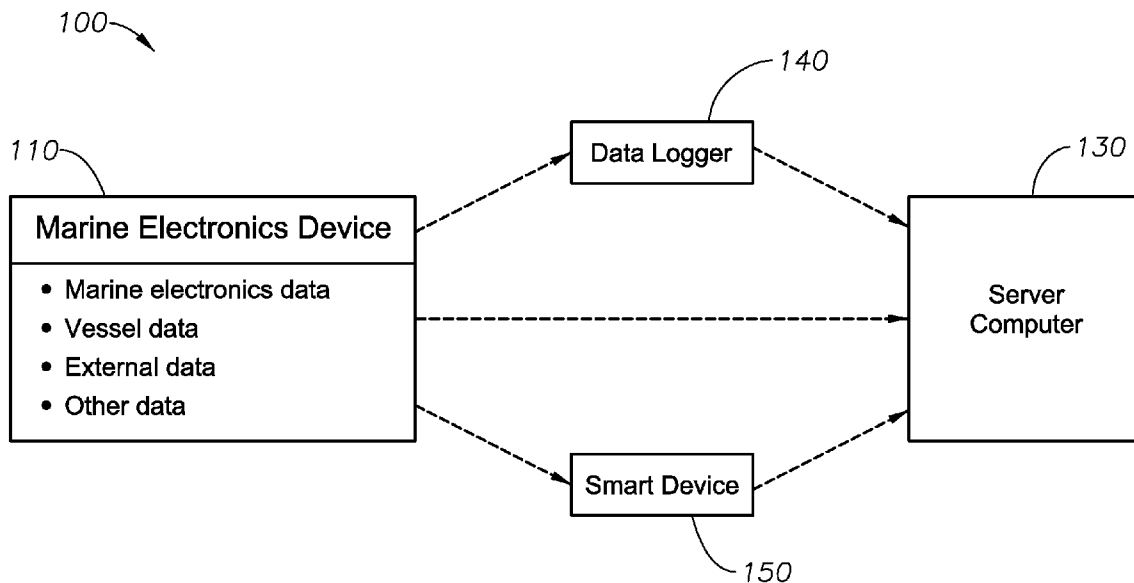 100
140
Data Logger
110
130
Marine Electronics Device
• Marine electronics data
• Vessel data
• External data
• Other data
Server
Computer
Smart Device
150